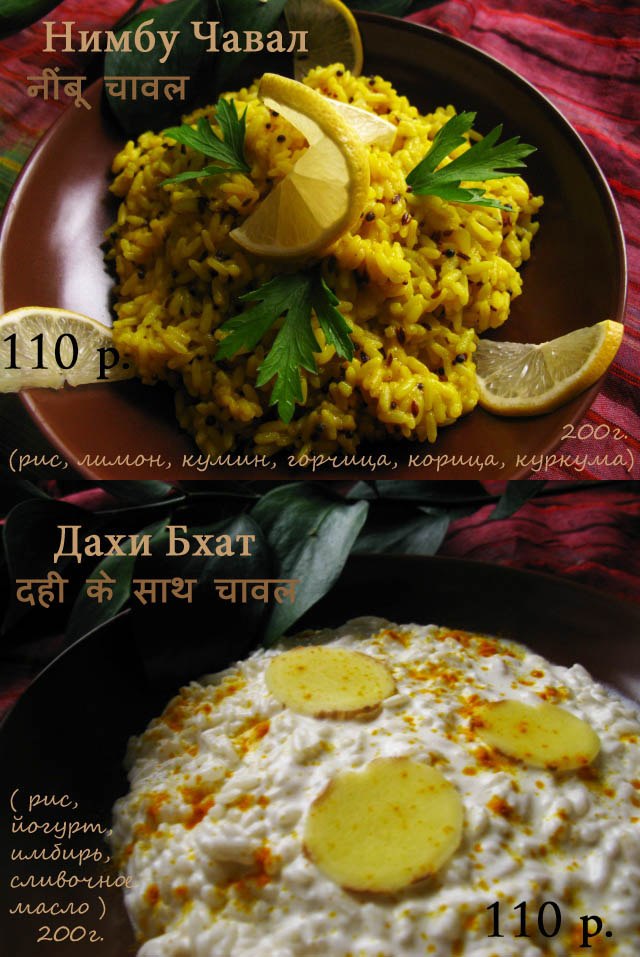 Нимбу Чавал
नींबू चावल
110 р.
200г.
(рис, лимон, кумин, горчица, корица, куркума)
Дахи Бхат
दही के साथ चावल
( рис,
йогурт,
имбирь,
сливочное
масло )
200г.
110 р.